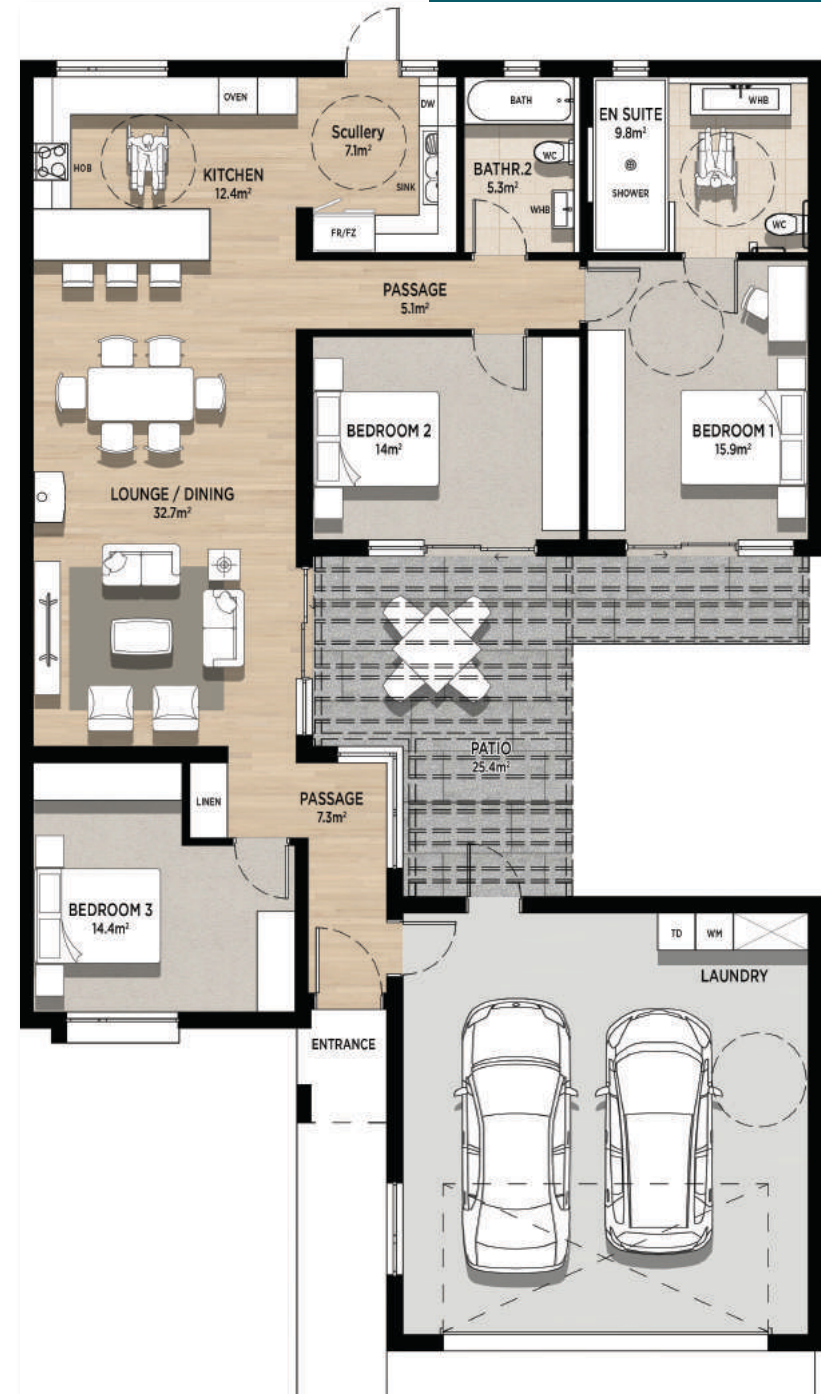 OVEN
HOB
KITCHEN
12.4m²
Scullery
7.1m²
DW
SINK
FR/FZ
BATH
WC
BATHR.2
5.3m²
WHB
EN SUITE
9.8m²
SHOWER
WHB
WC
PASSAGE
5.1m²
BEDROOM 2
14m²
BEDROOM 1
15.9m²
LOUNGE / DINING
32.7m²
PATIO
25.4m²
LINEN
PASSAGE
7.3m²
BEDROOM 3
14.4m²
TD
WM
LAUNDRY
ENTRANCE